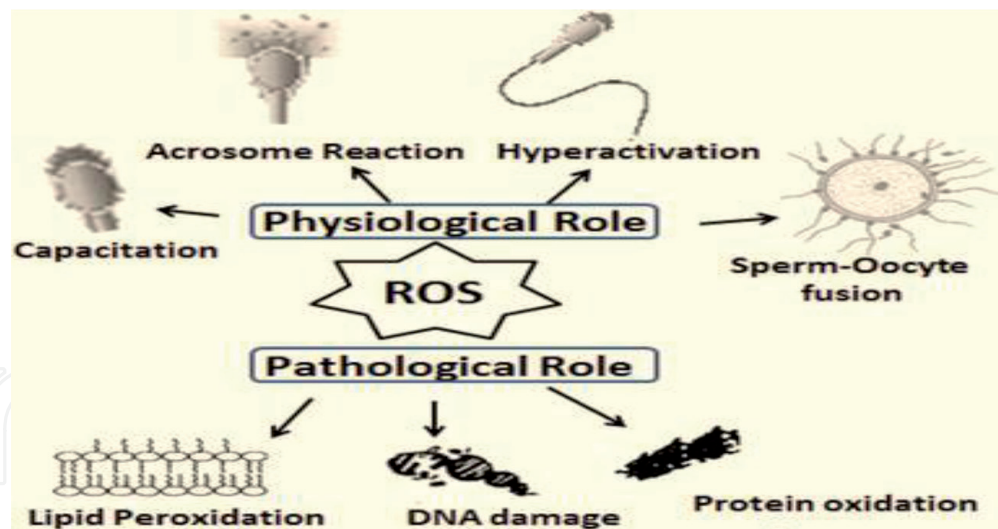 Acrosome Reaction
Hyperactivation
Capacitation
Physiological Role
Sperm-Oocyte
fusion
ROS
Pathological Role
Lipid Peroxidation
DNA damage
Protein oxidation